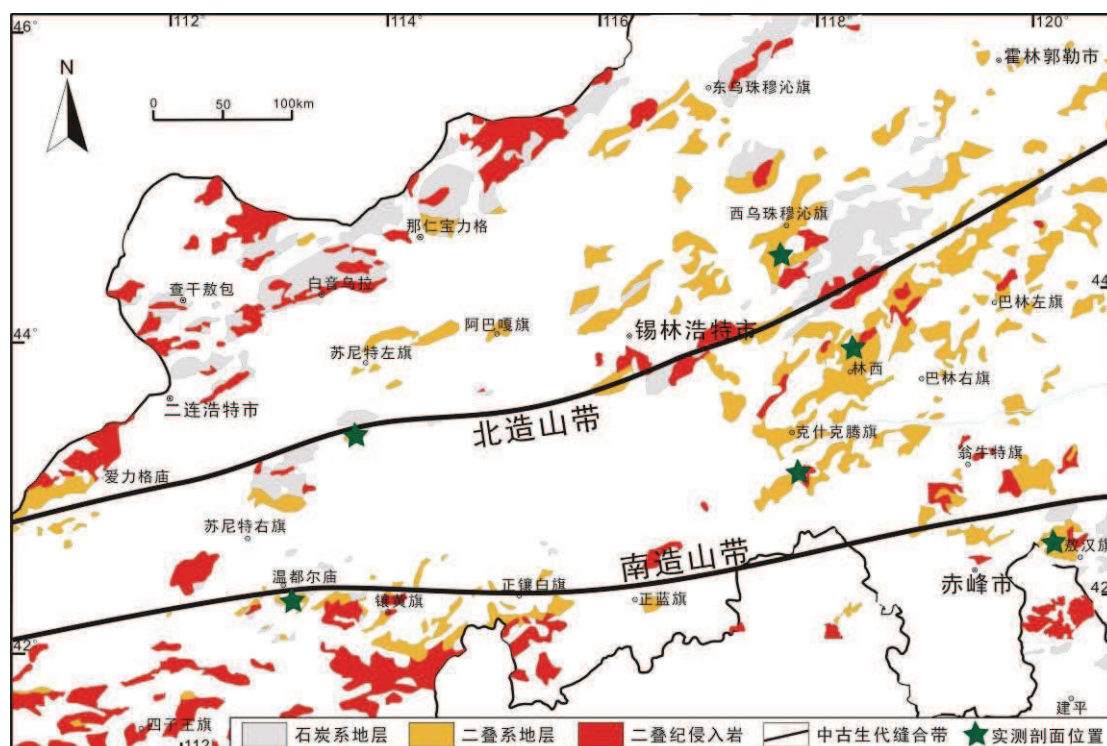 112°
114°
116°
118°
120°
46°
N
0 50 100km
霍林郭勒市
东乌珠穆沁旗
西乌珠穆沁旗
那仁宝力格
查干敖包
白音乌拉
44°
巴林左旗
阿巴嘎旗
锡林浩特市
44°
苏尼特左旗
林西
巴林右旗
二连浩特市
北造山带
克什克腾旗
翁牛特旗
爱力格庙
苏尼特右旗
南造山带
敖汉旗
温都尔庙
正镶白旗
赤峰市
42°
镶黄旗
正蓝旗
42°
建平
四子王旗
112°
石炭系地层 二叠系地层 二叠纪侵入岩 中古生代缝合带 实测剖面位置